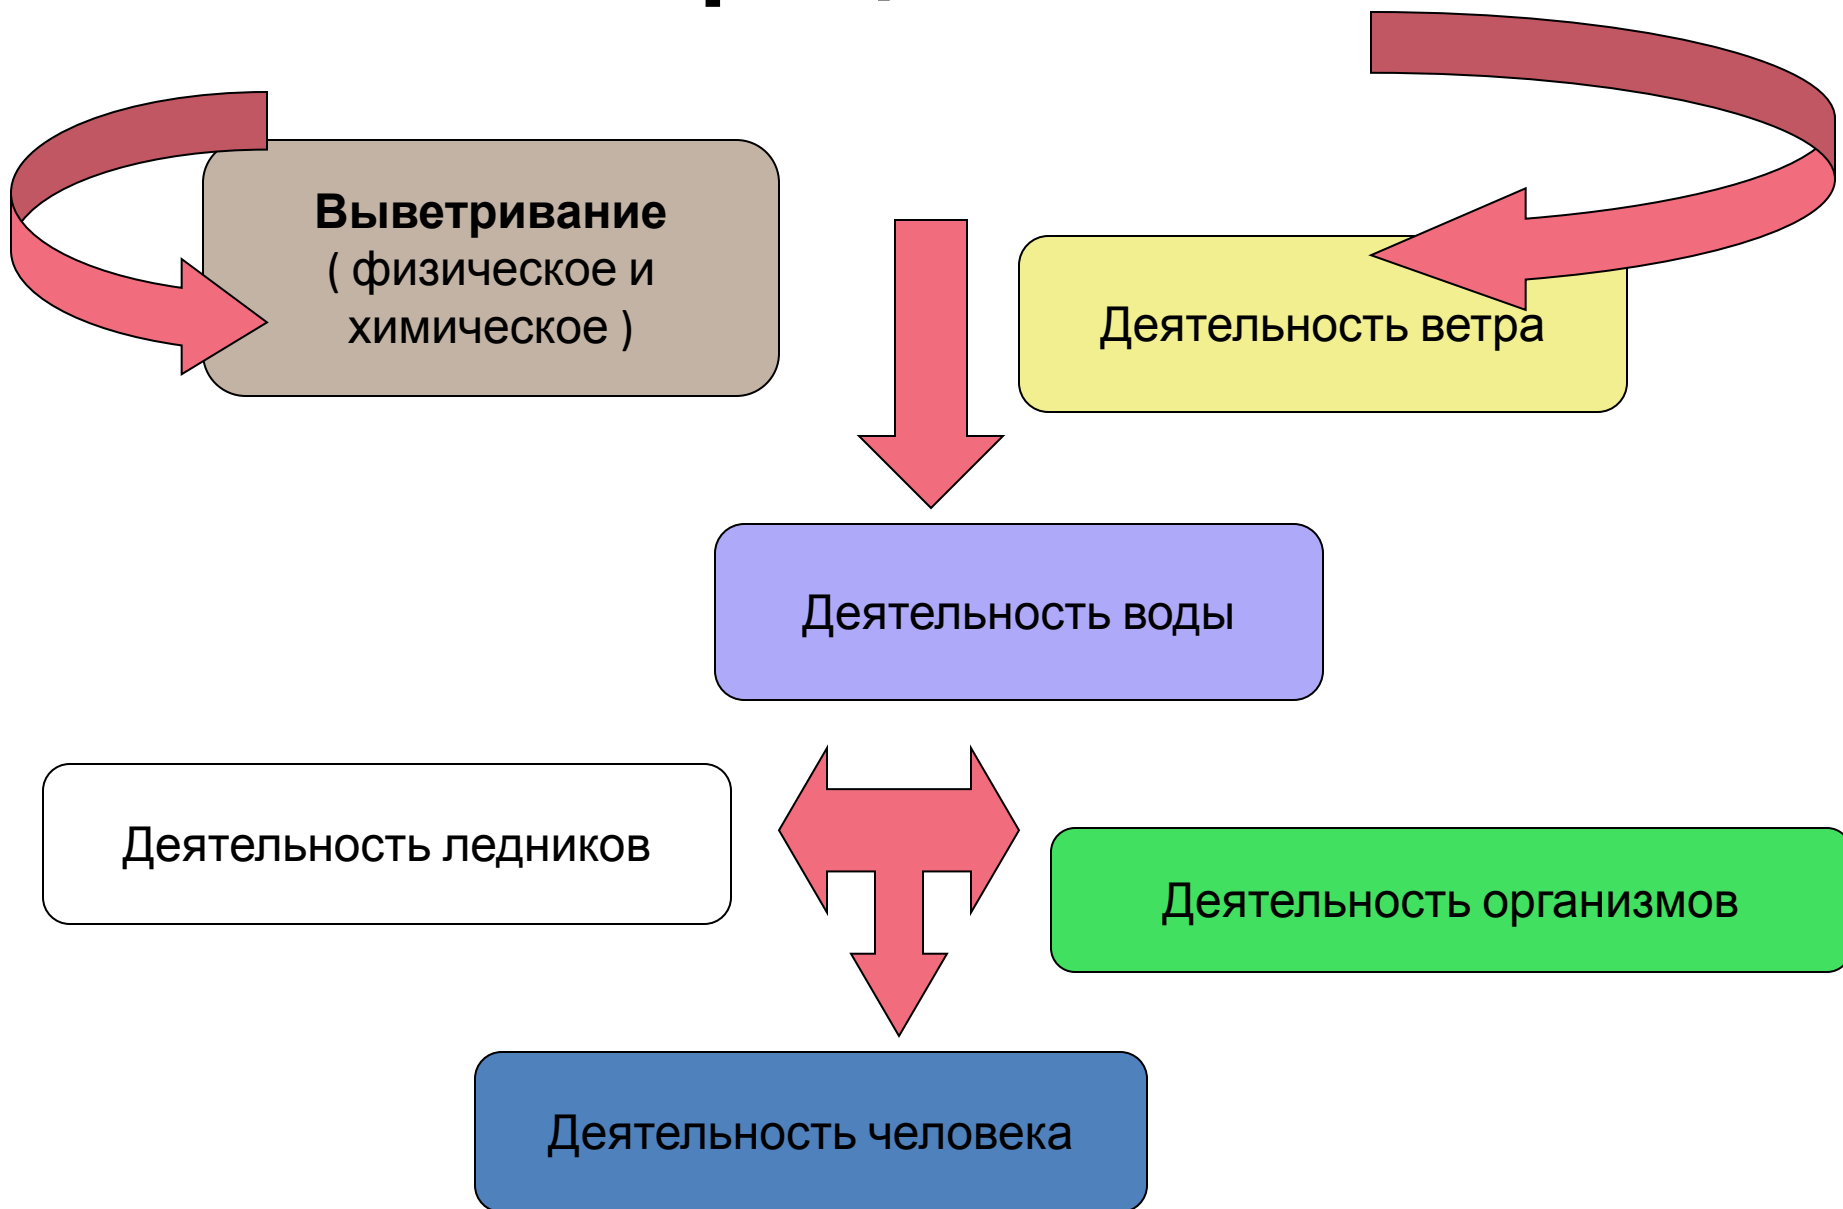 Выветривание
( физическое и
химическое )
Деятельность ветра
Деятельность воды
Деятельность ледников
Деятельность организмов
Деятельность человека